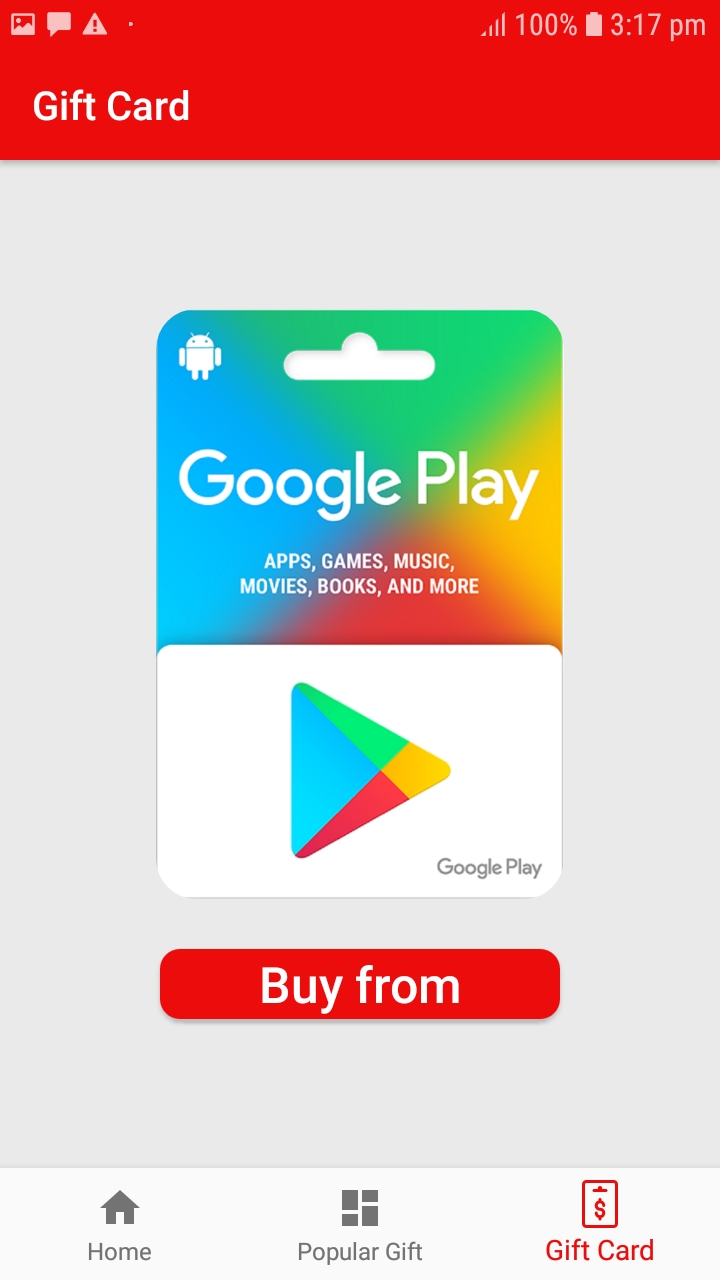 100% 3:17 pm
Gift Card
Google Play
APPS, GAMES, MUSIC,
MOVIES, BOOKS, AND MORE
Google Play
Buy from
Home Popular Gift Gift Card